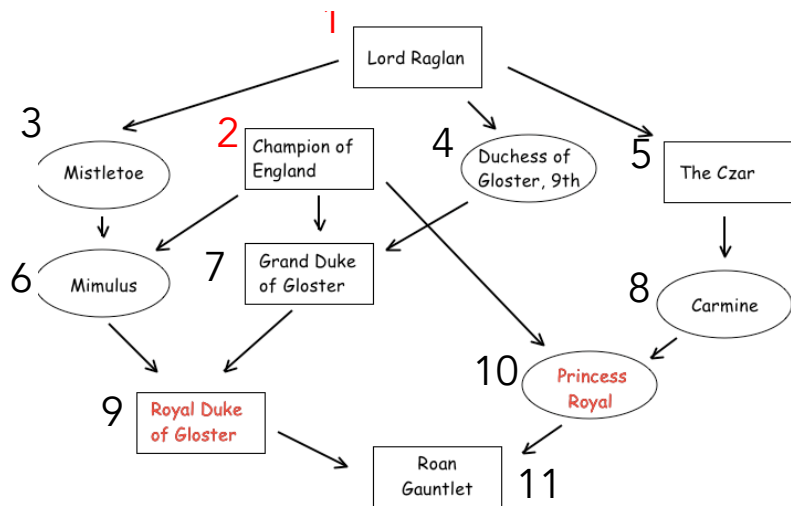 1
Lord Raglan
3
Mistletoe
2
Champion of
England
4
Duchess of
Gloster, 9th
5
The Czar
6
Mimulus
7
Grand Duke
of Gloster
8
Carmine
9
Royal Duke
of Gloster
10
Princess
Royal
Roan
Gauntlet
11